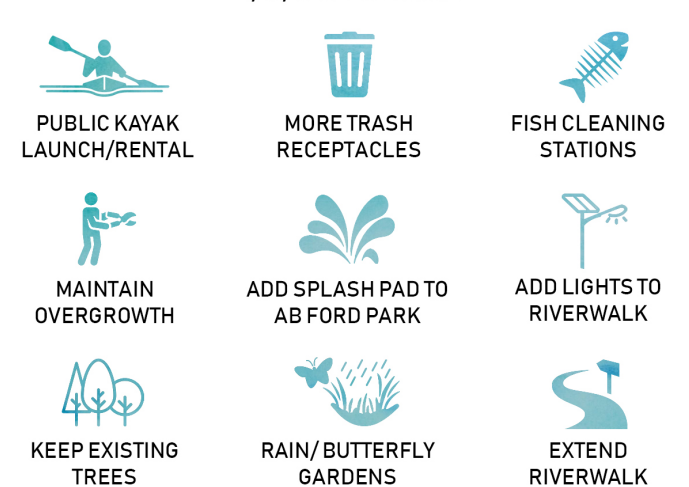 PUBLIC KAYAK
LAUNCH/RENTAL
MORE TRASH
RECEPTACLES
FISH CLEANING
STATIONS
MAINTAIN
OVERGROWTH
ADD SPLASH PAD TO
AB FORD PARK
ADD LIGHTS TO
RIVERWALK
KEEP EXISTING
TREES
RAIN/ BUTTERFLY
GARDENS
EXTEND
RIVERWALK